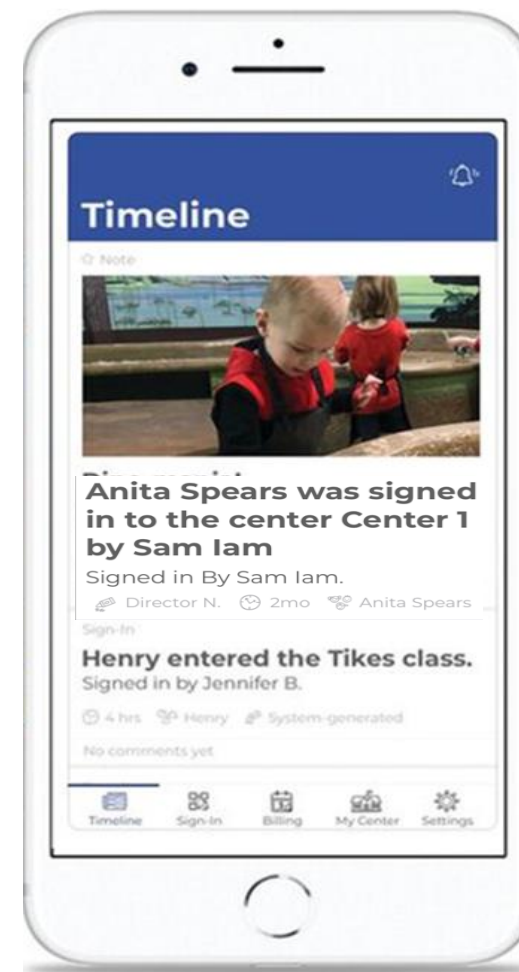 Timeline
Note
Anita Spears was signed
in to the center Center 1
by Sam Iam
Signed in By Sam Iam.
Director N. 2mo Anita Spears
Sign-In
Henry entered the Tikes class.
Signed in by Jennifer B.
4 hrs Henry System-generated
No comments yet
Timeline Sign-In Billing My Center Settings